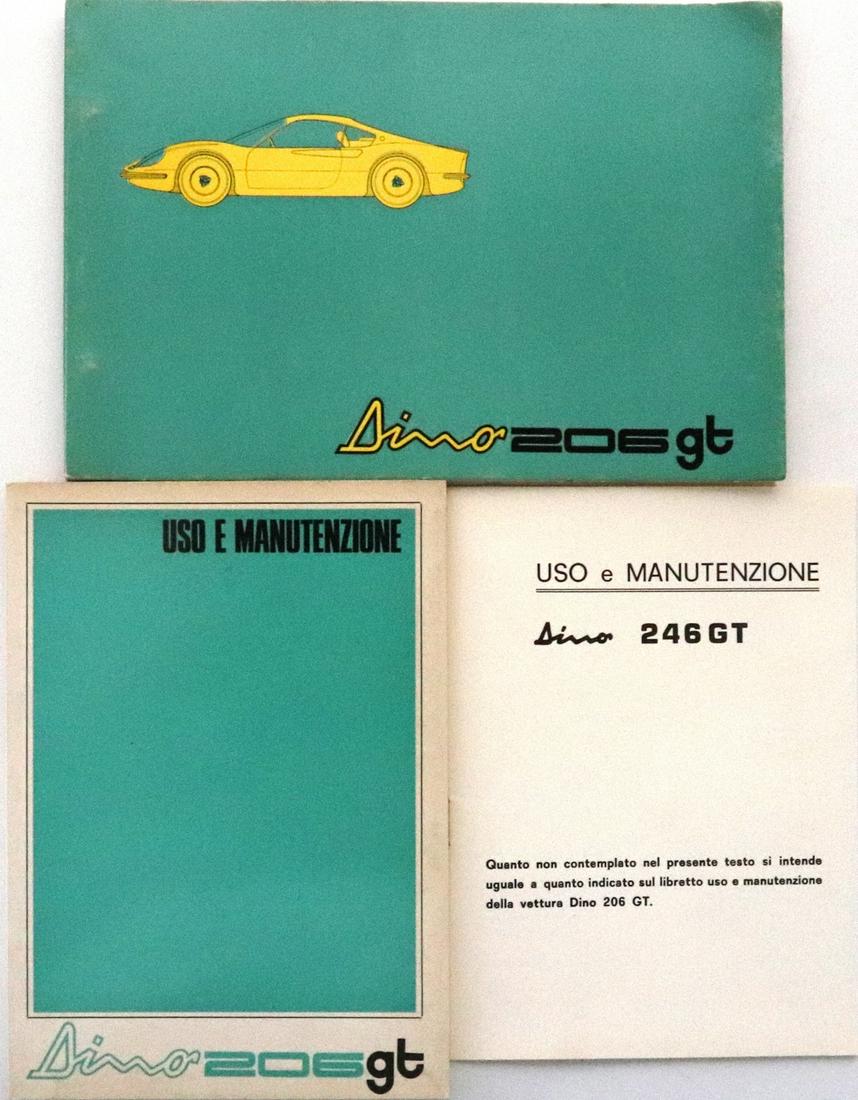 Dino 206 gt
USO E MANUTENZIONE
Dino 206 gt
USO e MANUTENZIONE
Dino 246 GT
Quanto non contemplato nel presente testo si intende
uguale a quanto indicato sul libretto uso e manutenzione
della vettura Dino 206 GT.